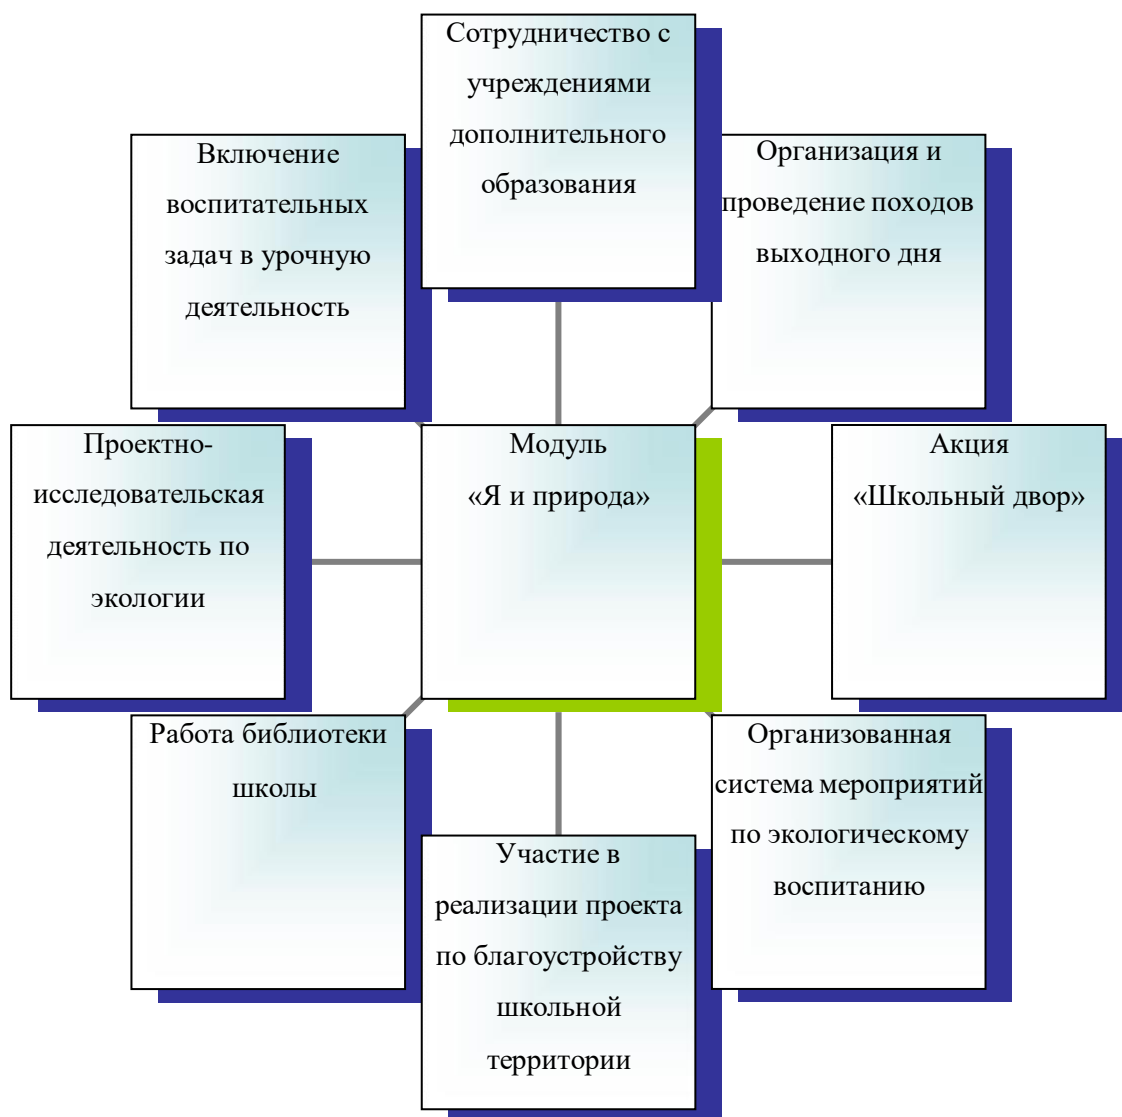 Сотрудничество с
учреждениями
дополнительного
образования
Включение
воспитательных
задач в урочную
деятельность
Организация и
проведение походов
выходного дня
Проектно-
исследовательская
деятельность по
экологии
Модуль
«Я и природа»
Акция
«Школьный двор»
Работа библиотеки
школы
Организованная
система мероприятий
по экологическому
воспитанию
Участие в
реализации проекта
по благоустройству
школьной
территории